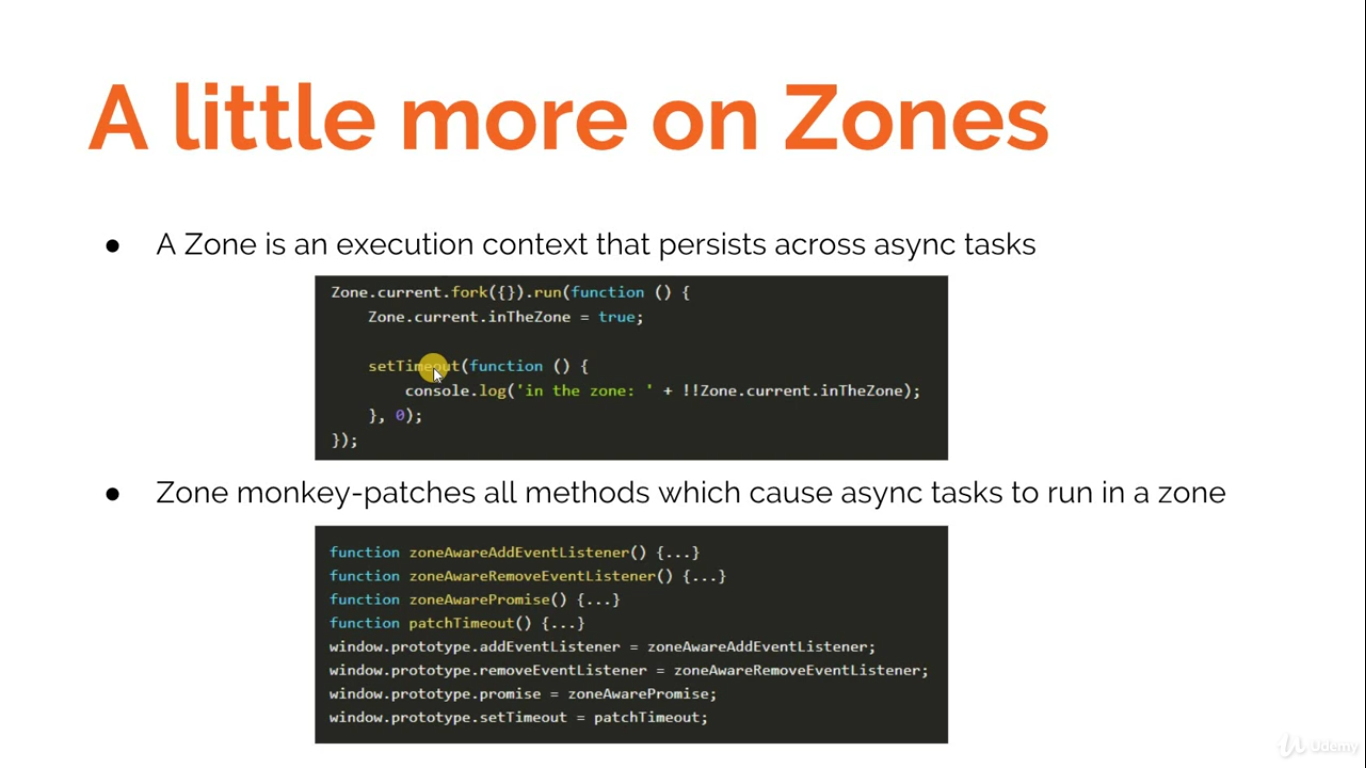 A little more on Zones
● A Zone is an execution context that persists across async tasks
Zone.current.fork({}).run(function () {
    Zone.current.inTheZone = true;
    setTimeout(function () {
        console.log('in the zone: ' + !!Zone.current.inTheZone);
    }, 0);
});
● Zone monkey-patches all methods which cause async tasks to run in a zone
function zoneAwareAddEventListener() {...}
function zoneAwareRemoveEventListener() {...}
function zoneAwarePromise() {...}
function patchTimeout() {...}
window.prototype.addEventListener = zoneAwareAddEventListener;
window.prototype.removeEventListener = zoneAwareRemoveEventListener;
window.prototype.promise = zoneAwarePromise;
window.prototype.setTimeout = patchTimeout;
Udemy